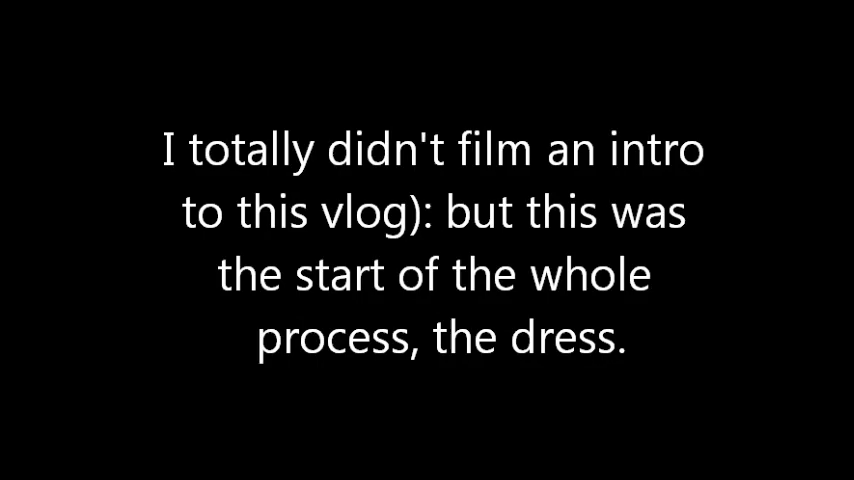 I totally didn't film an intro
to this vlog): but this was
the start of the whole
process, the dress.